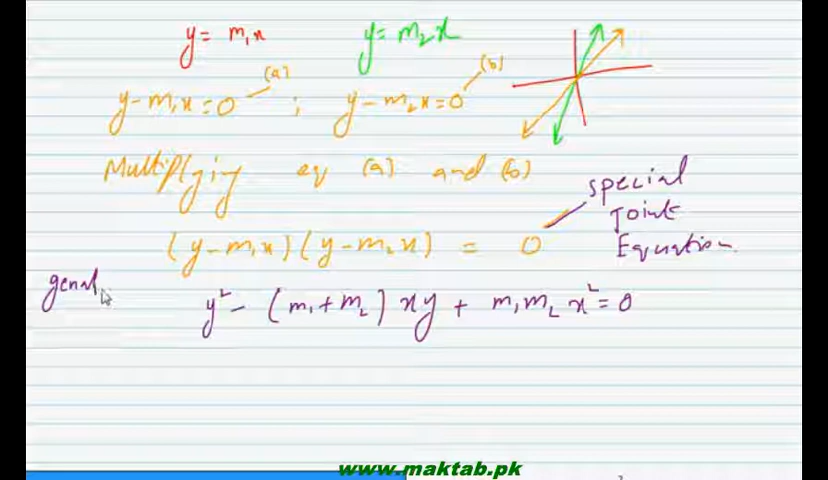 y = m₁x y = m₂x
y - m₁x = 0 (a) ; y - m₂x = 0 (b)
Multiplying eq (a) and (b)
(y - m₁x)(y - m₂x) = 0 special Joint Equation
genal
y² - (m₁ + m₂) xy + m₁m₂x² = 0
www.maktab.pk